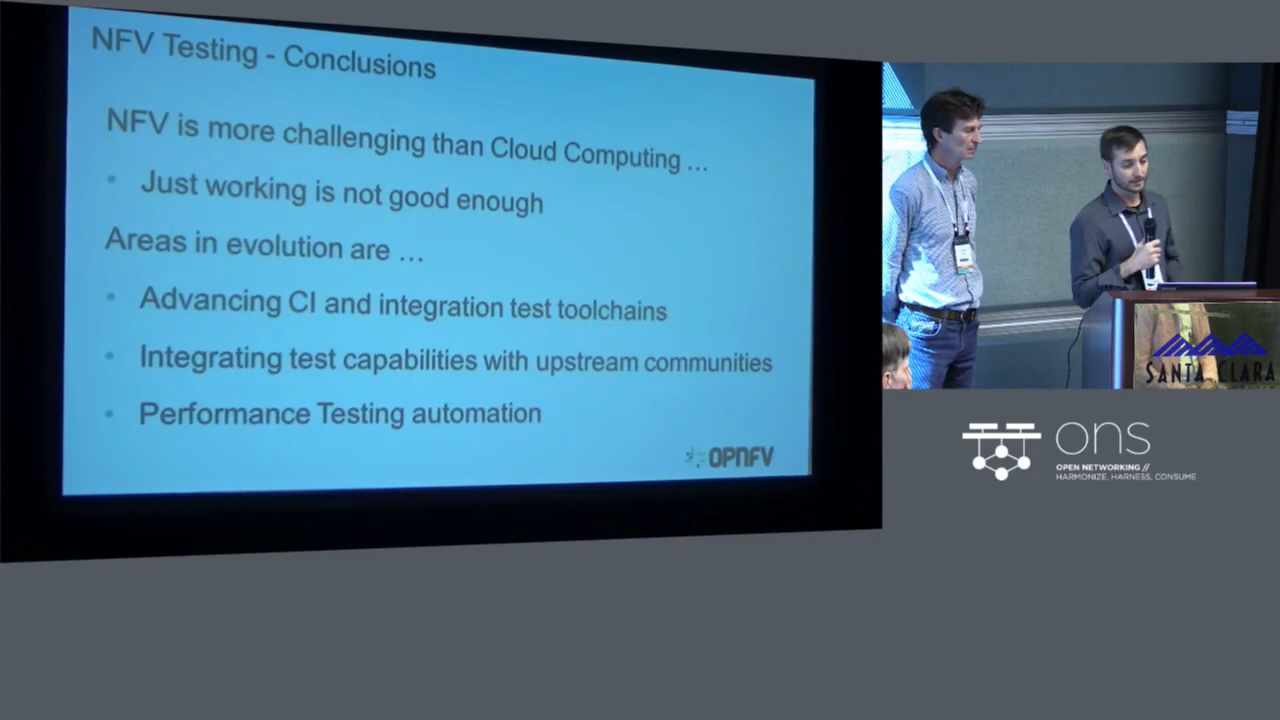 NFV Testing - Conclusions
NFV is more challenging than Cloud Computing ...
• Just working is not good enough
Areas in evolution are ...
• Advancing CI and integration test toolchains
• Integrating test capabilities with upstream communities
• Performance Testing automation
OPNFV
SANTA CLARA
ons
OPEN NETWORKING //
HARMONIZE, HARNESS, CONSUME